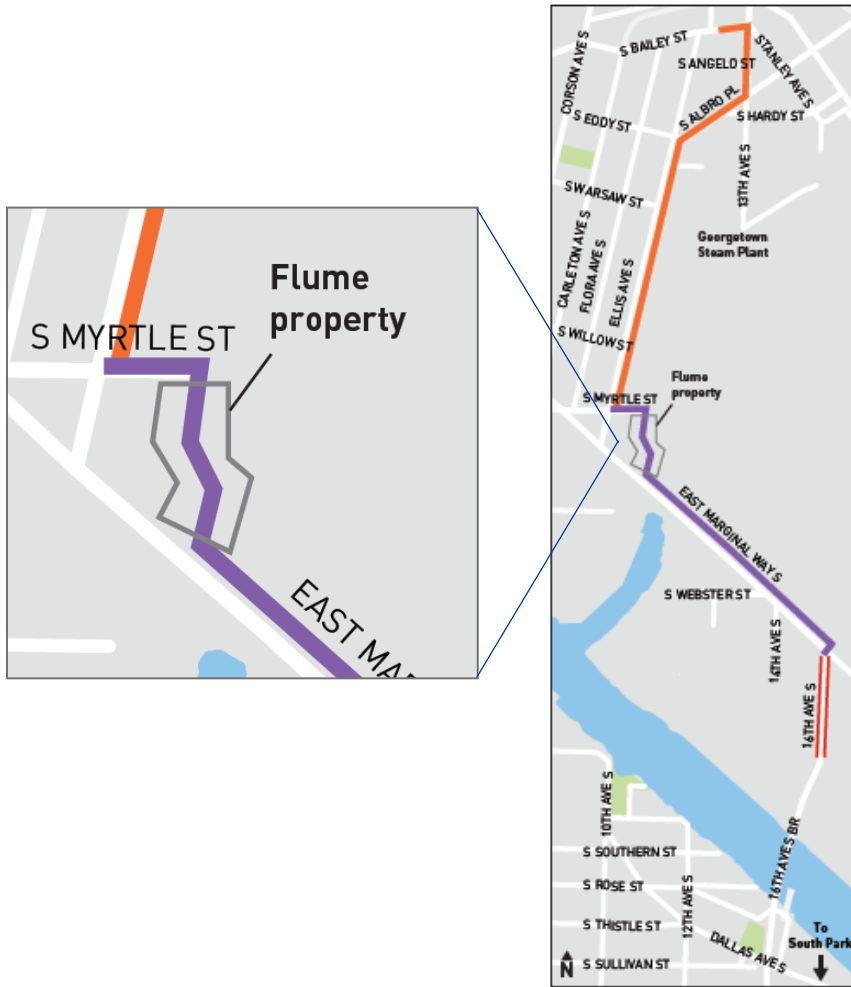 S MYRTLE ST
Flume
property
EAST MAR
S BAILEY ST
CORSON AVE S
S ANGELO ST
STANLEY AVE S
S ALBRO PL
S HARDY ST
S EDDY ST
13TH AVE S
S WARSAW ST
Georgetown
Steam Plant
CARLETON AVE S
FLORA AVE S
ELLIS AVE S
S WILLOW ST
S MYRTLE ST
Flume
property
EAST MARGINAL WAY S
S WEBSTER ST
14TH AVE S
16TH AVE S
10TH AVE S
16TH AVE S BR
S SOUTHERN ST
S ROSE ST
12TH AVE S
S THISTLE ST
DALLAS AVE S
To
South Park
N
S SULLIVAN ST